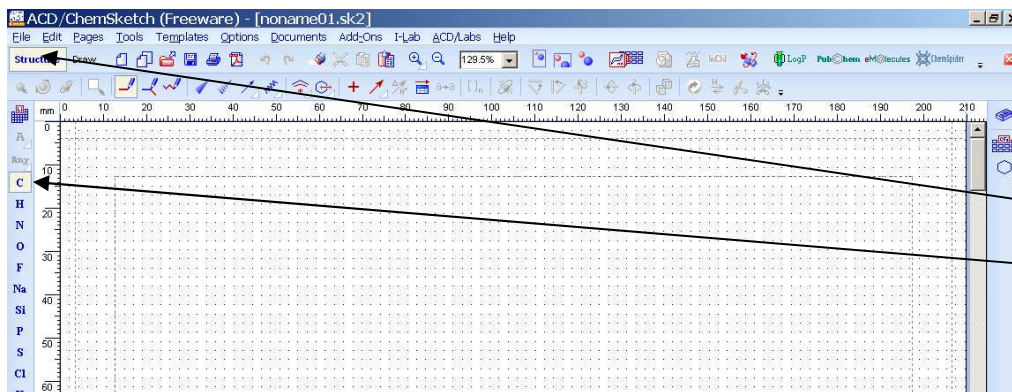 ACD/ChemSketch (Freeware) - [noname01.sk2]
File Edit Pages Tools Templates Options Documents Add-Ons I-Lab ACD/Labs Help
Structure Draw 129.5% InChI LogP PubChem eMolecules ChemSpider
mm 0 10 20 30 40 50 60 70 80 90 100 110 120 130 140 150 160 170 180 190 200 210
0
A
Any
10
C
H
20
N
O
30
F
Na
40
Si
P
50
S
Cl
60